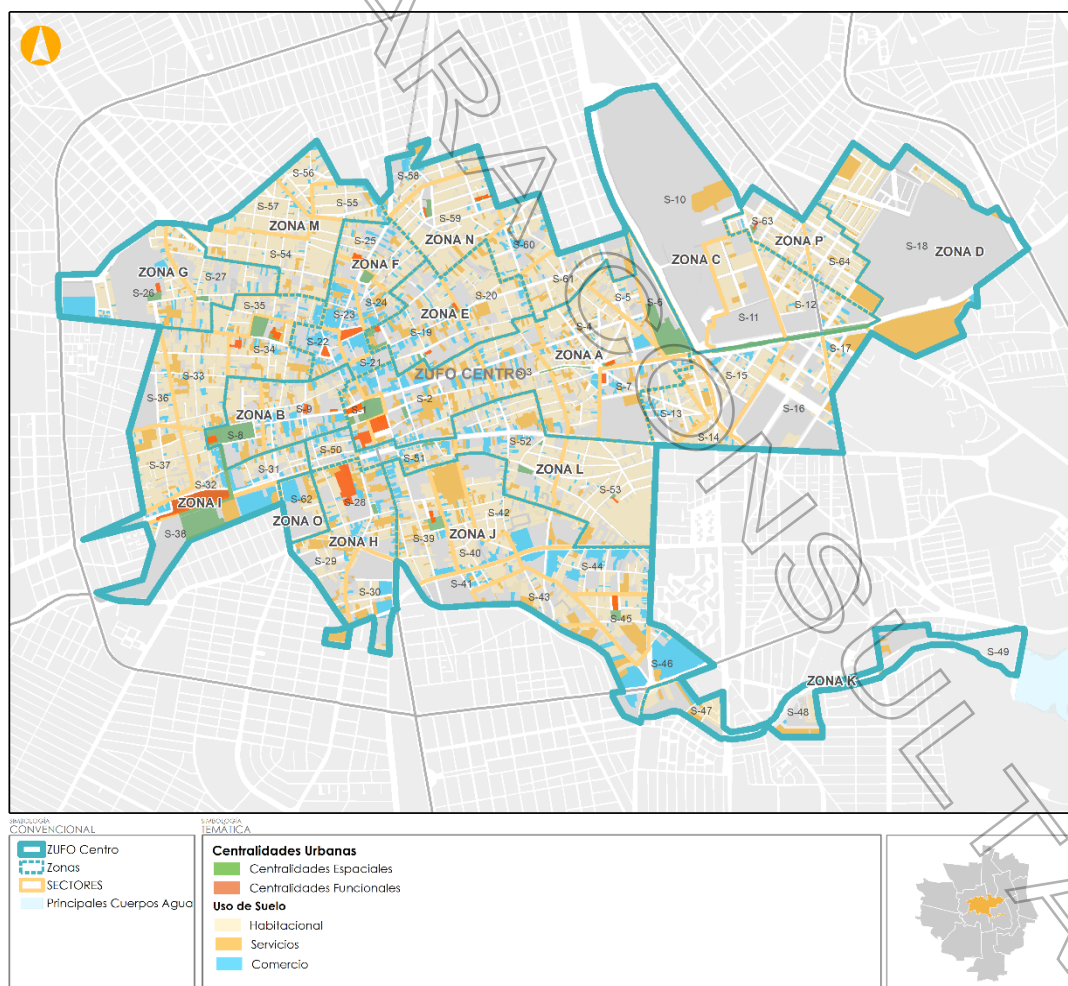 PARA CONSULTA
S-56
S-58
S-57
S-55
S-59
ZONA M
S-10
S-63
S-25
ZONA N
S-60
ZONA P
S-54
S-18
ZONA D
ZONA G
ZONA F
ZONA C
S-64
S-27
S-61
S-26
S-20
S-5
S-6
S-12
S-24
S-35
S-23
ZONA E
S-11
S-4
S-19
S-22
S-34
S-21
ZONA A
S-17
S-33
ZUFO CENTRO
S-3
S-7
S-15
S-36
S-2
S-16
ZONA B
S-9
S-1
S-13
S-8
S-14
S-52
S-50
S-37
S-51
S-31
ZONA L
S-32
S-53
ZONA I
S-62
S-28
S-42
ZONA O
S-38
ZONA J
S-39
ZONA H
S-40
S-29
S-44
S-41
S-30
S-43
S-45
S-49
S-46
ZONA K
S-47
S-48
SIMBOLOGÍA
CONVENCIONAL
ZUFO Centro
Zonas
SECTORES
Principales Cuerpos Agua
SIMBOLOGÍA
TEMÁTICA
Centralidades Urbanas
Centralidades Espaciales
Centralidades Funcionales
Uso de Suelo
Habitacional
Servicios
Comercio